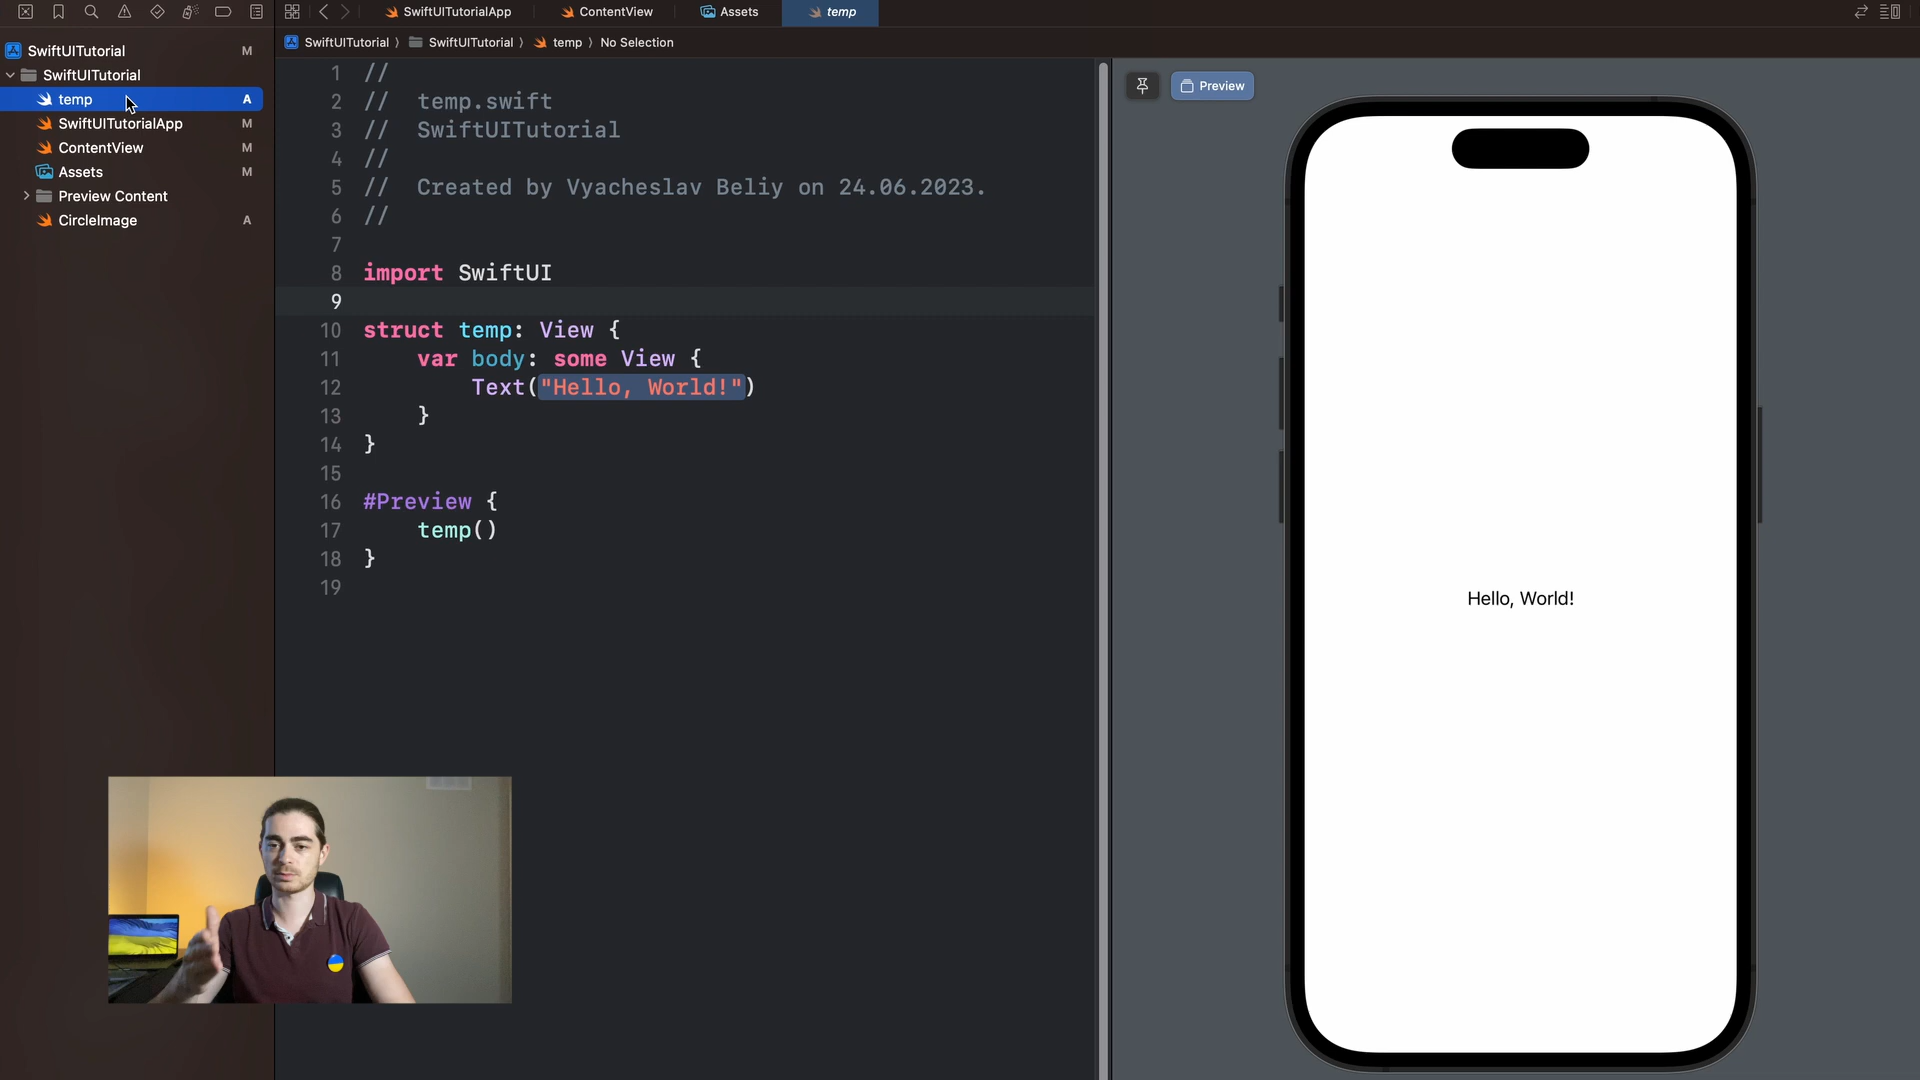 SwiftUITutorialApp
ContentView
Assets
temp
SwiftUITutorial M
SwiftUITutorial
temp A
SwiftUITutorialApp M
ContentView M
Assets M
Preview Content
CircleImage A
SwiftUITutorial 〉 SwiftUITutorial 〉 temp 〉 No Selection
1 //
2 //  temp.swift
3 //  SwiftUITutorial
4 //
5 //  Created by Vyacheslav Beliy on 24.06.2023.
6 //
7
8 import SwiftUI
9
10 struct temp: View {
11     var body: some View {
12         Text("Hello, World!")
13     }
14 }
15
16 #Preview {
17     temp()
18 }
19
Preview
Hello, World!